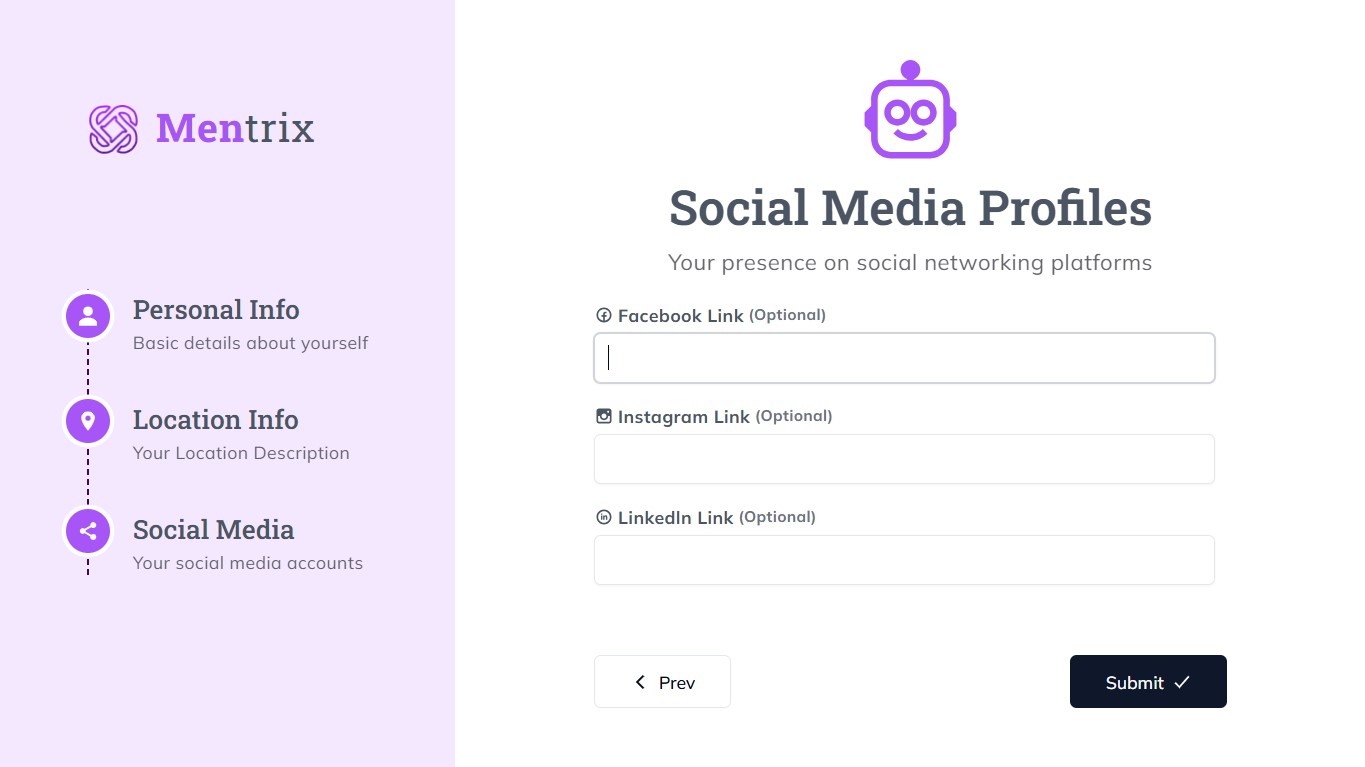 Mentrix
Personal Info
Basic details about yourself
Location Info
Your Location Description
Social Media
Your social media accounts
Social Media Profiles
Your presence on social networking platforms
Facebook Link (Optional)
Instagram Link (Optional)
LinkedIn Link (Optional)
Prev
Submit